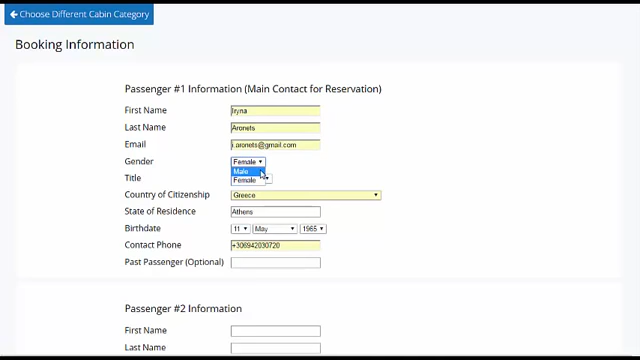 ← Choose Different Cabin Category
Booking Information
Passenger #1 Information (Main Contact for Reservation)
First Name Iryna
Last Name Aronets
Email i.aronets@gmail.com
Gender Female
Male
Title Female
Country of Citizenship Greece
State of Residence Athens
Birthdate 11 May 1965
Contact Phone +306942030720
Past Passenger (Optional)
Passenger #2 Information
First Name
Last Name